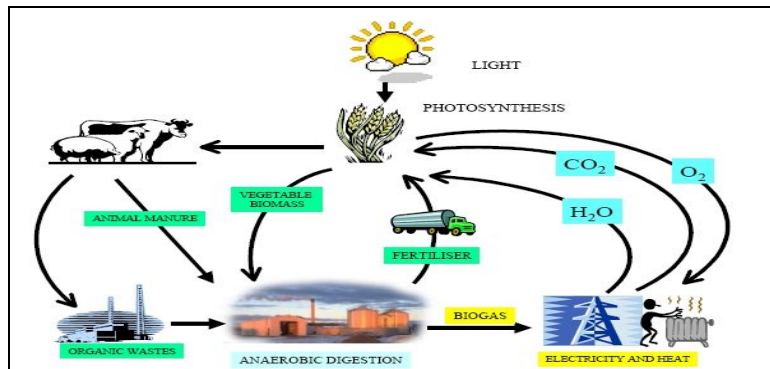 LIGHT
PHOTOSYNTHESIS
CO2
O2
VEGETABLE
BIOMASS
ANIMAL MANURE
H2O
FERTILISER
BIOGAS
ORGANIC WASTES
ANAEROBIC DIGESTION
ELECTRICITY AND HEAT